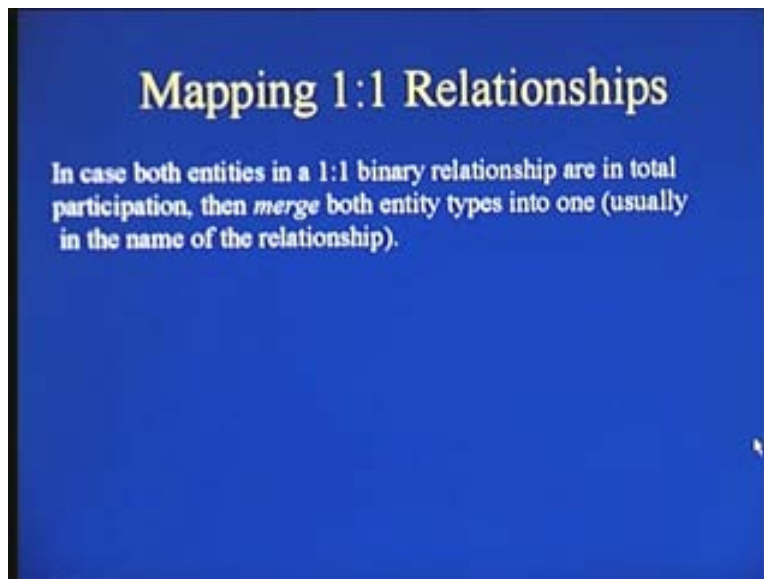 Mapping 1:1 Relationships
In case both entities in a 1:1 binary relationship are in total
participation, then merge both entity types into one (usually
in the name of the relationship).